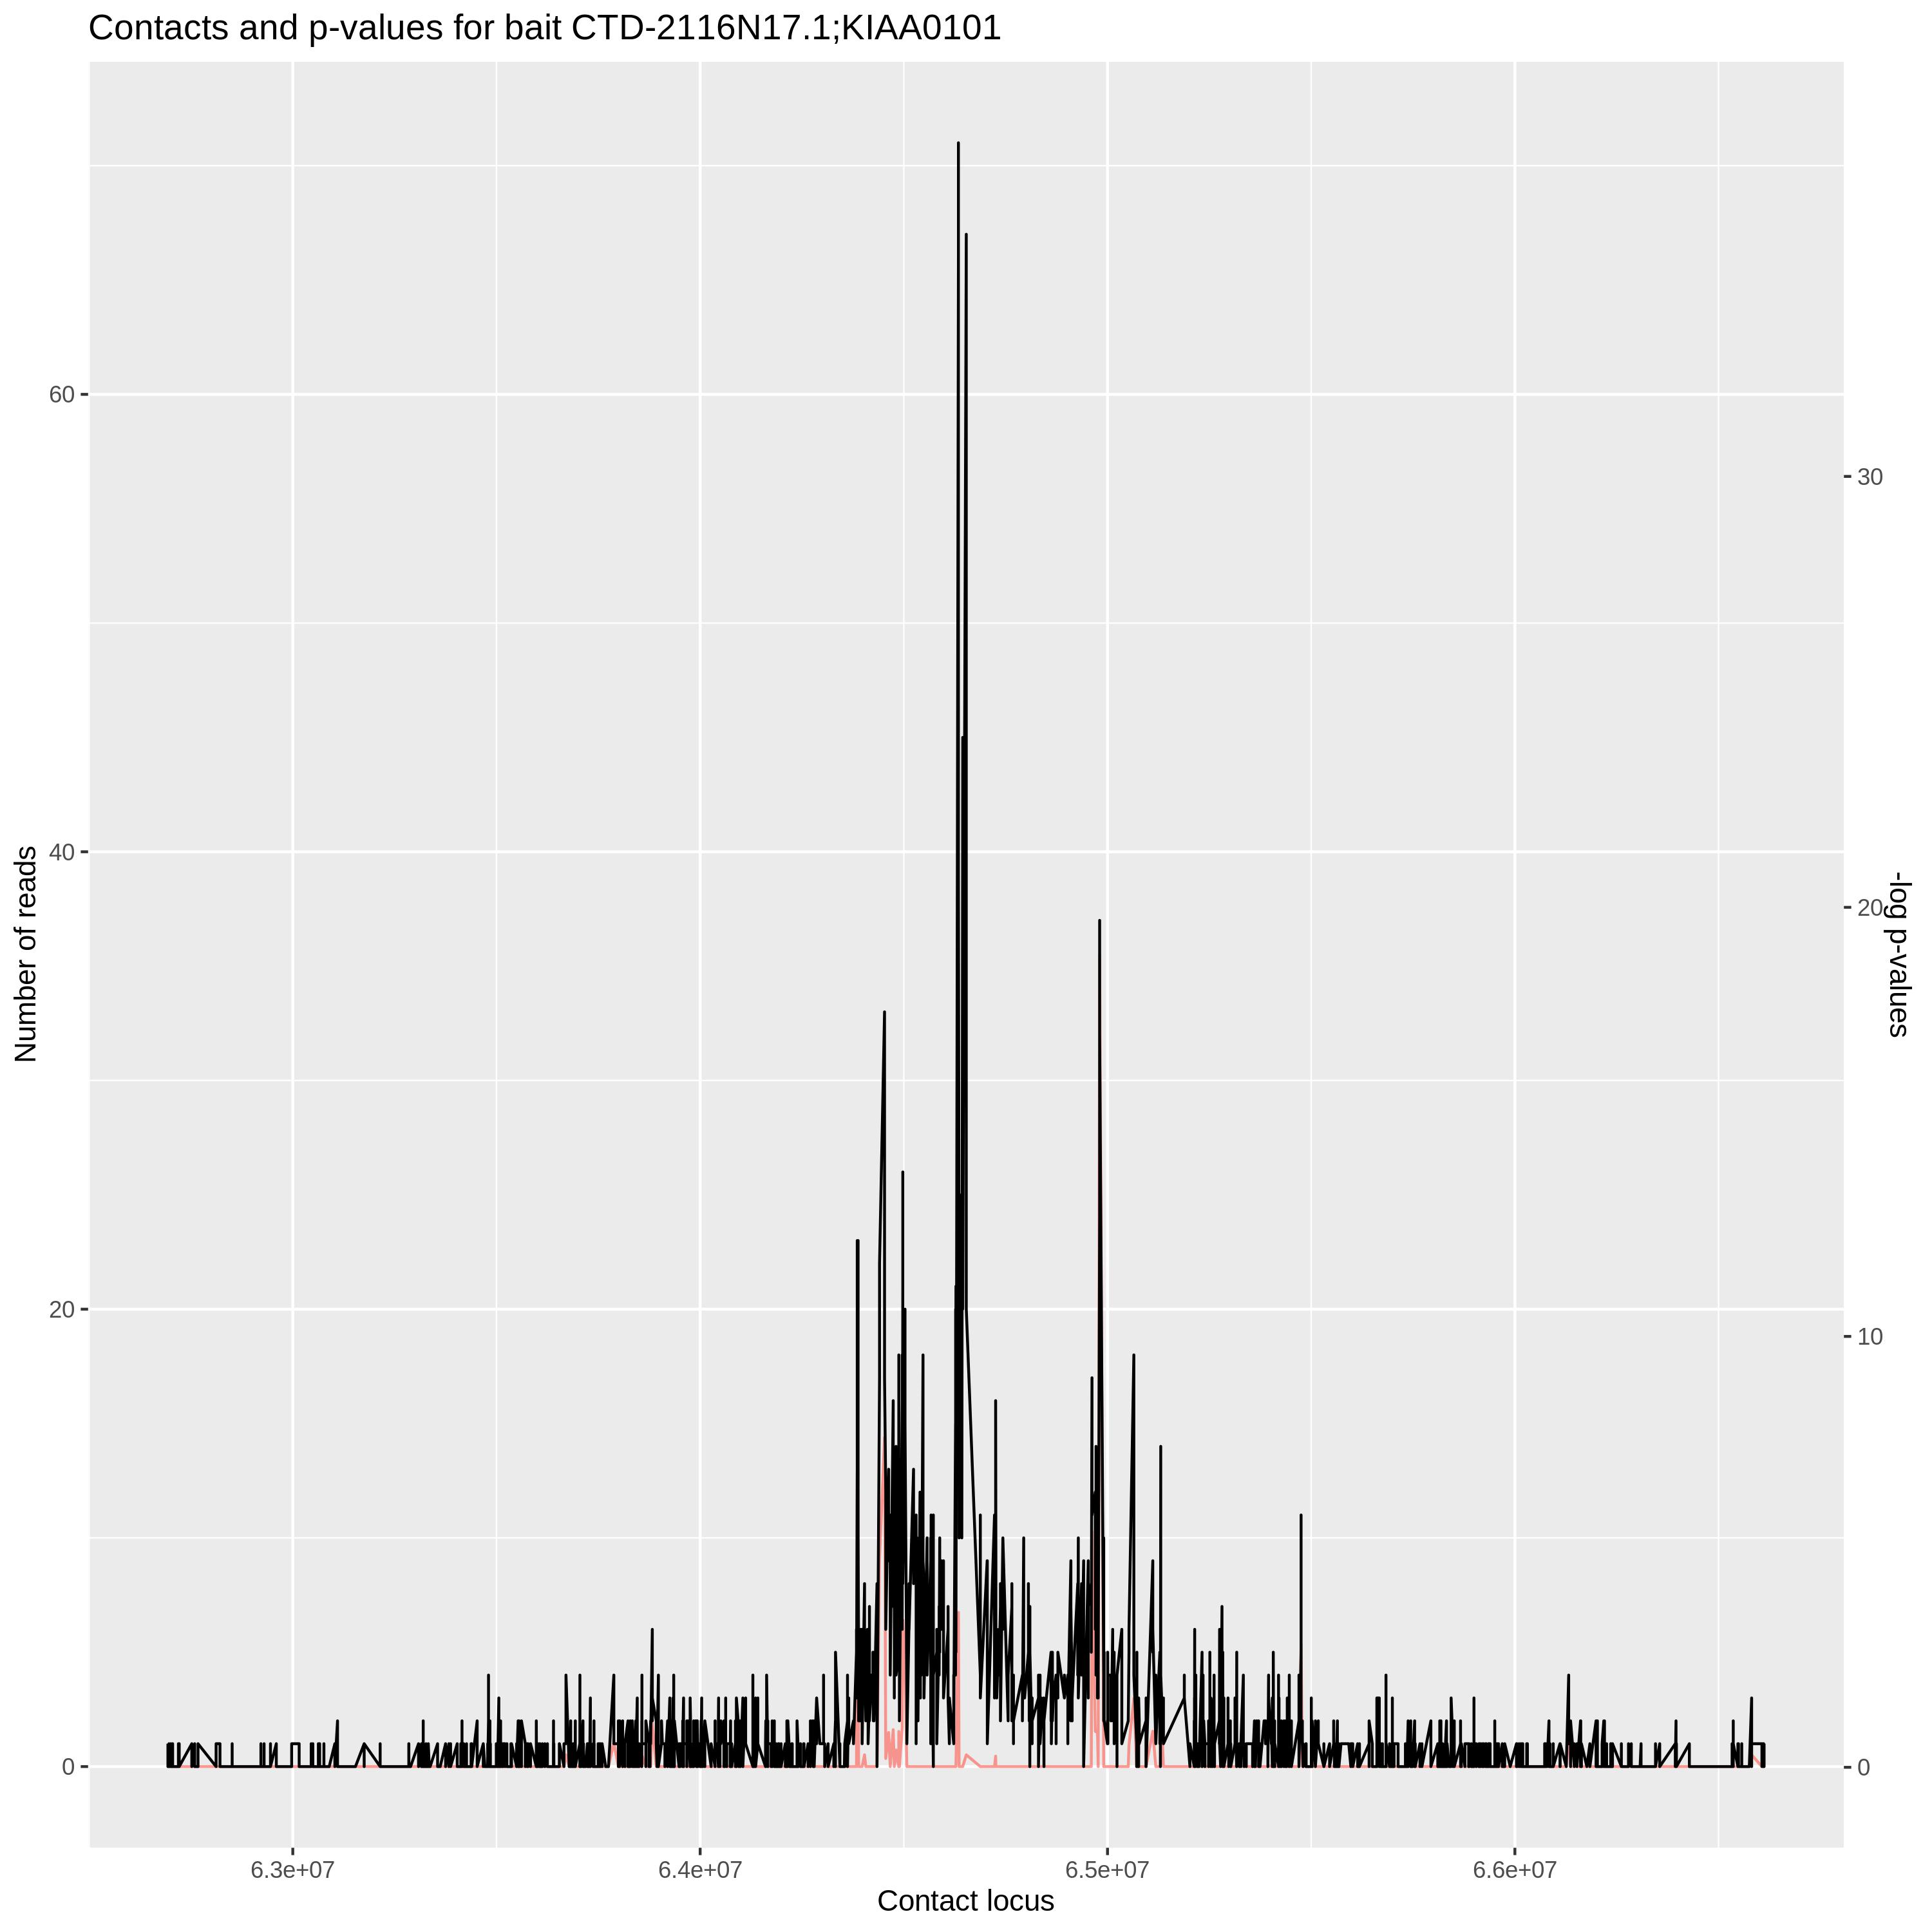 Contacts and p-values for bait CTD-2116N17.1;KIAA0101
60
40
20
0
Number of reads
30
20
10
0
-log p-values
6.3e+07
6.4e+07
6.5e+07
6.6e+07
Contact locus